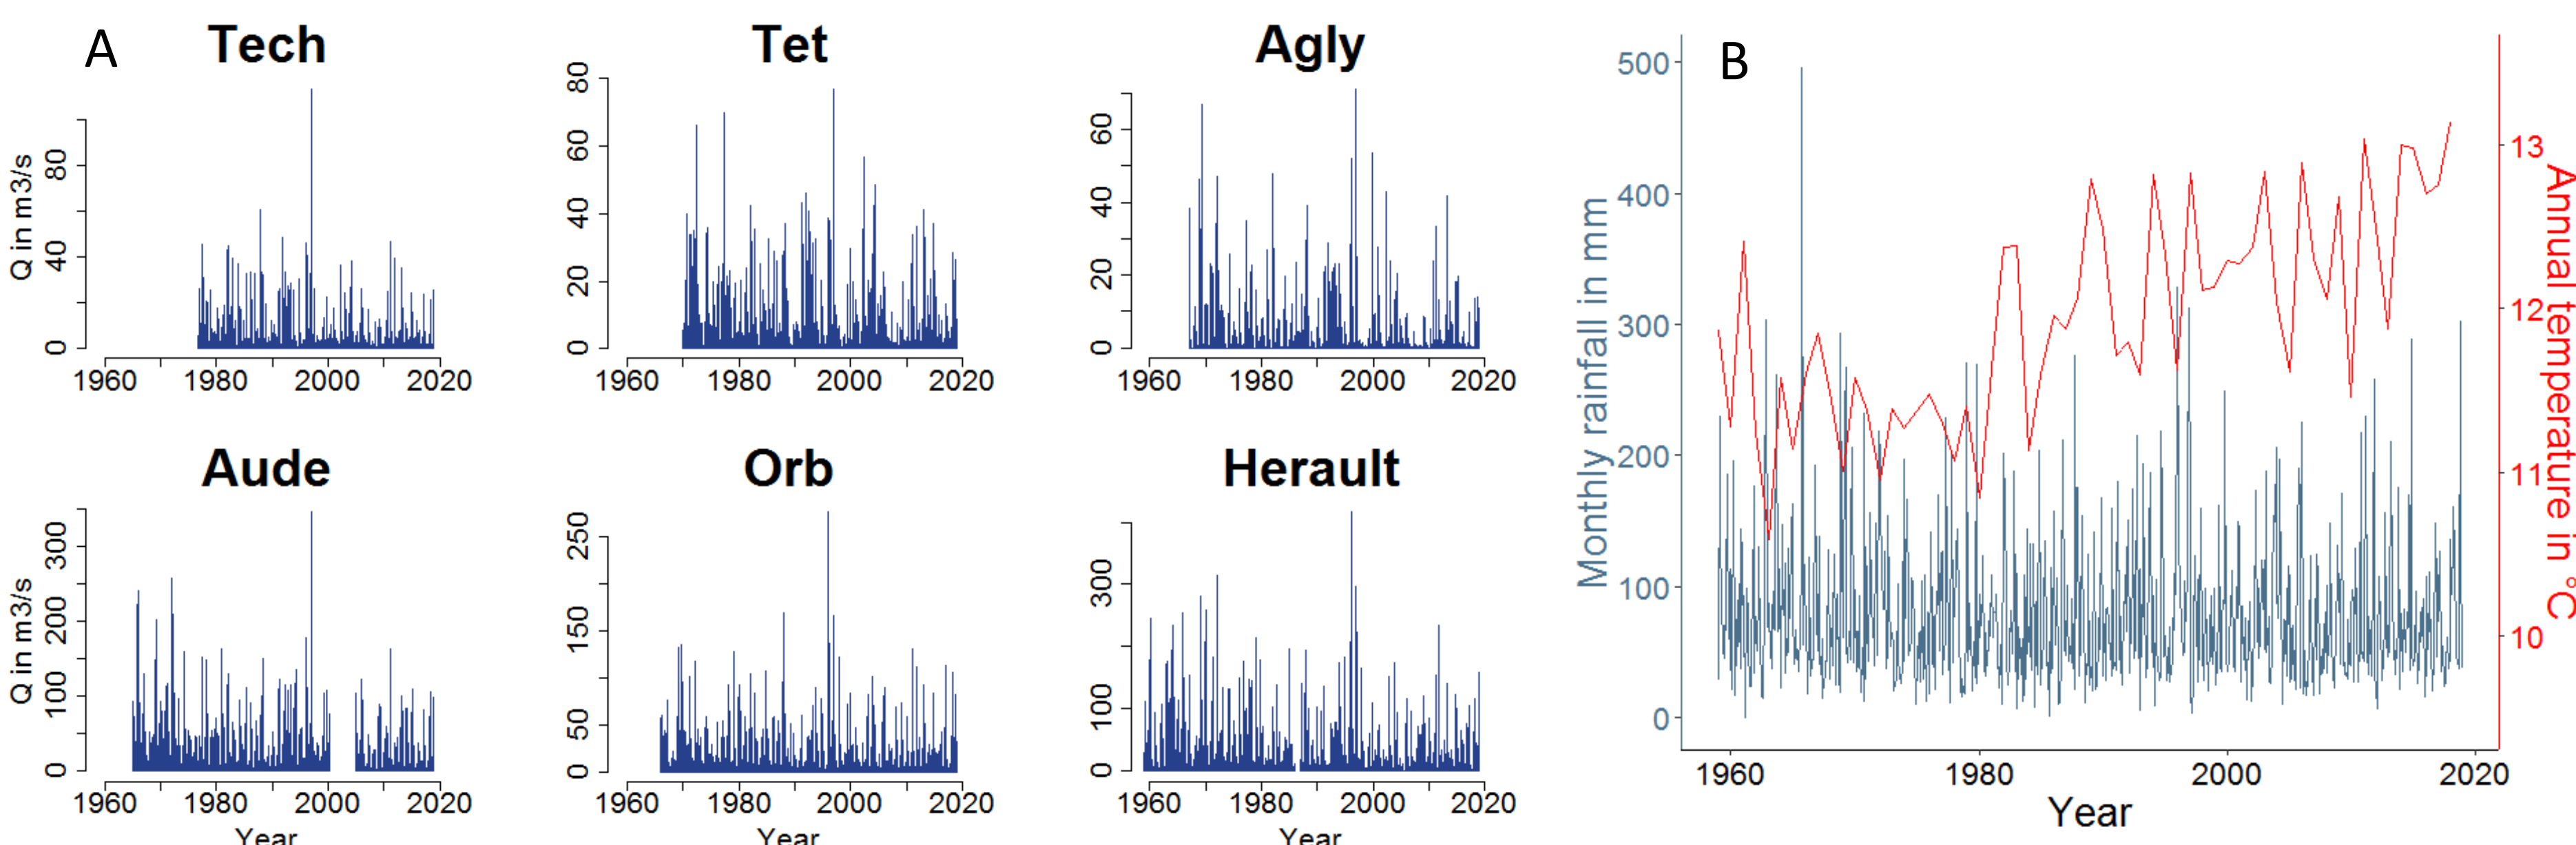 A
Tech
Tet
Agly
Q in m3/s
0 40 80
1960 1980 2000 2020
0 20 40 60 80
1960 1980 2000 2020
0 20 40 60
1960 1980 2000 2020
Aude
Orb
Herault
Q in m3/s
0 100 200 300
1960 1980 2000 2020
Year
0 50 150 250
1960 1980 2000 2020
Year
0 100 300
1960 1980 2000 2020
Year
B
Monthly rainfall in mm
500
400
300
200
100
0
1960 1980 2000 2020
Year
13
12
11
10
Annual temperature in °C